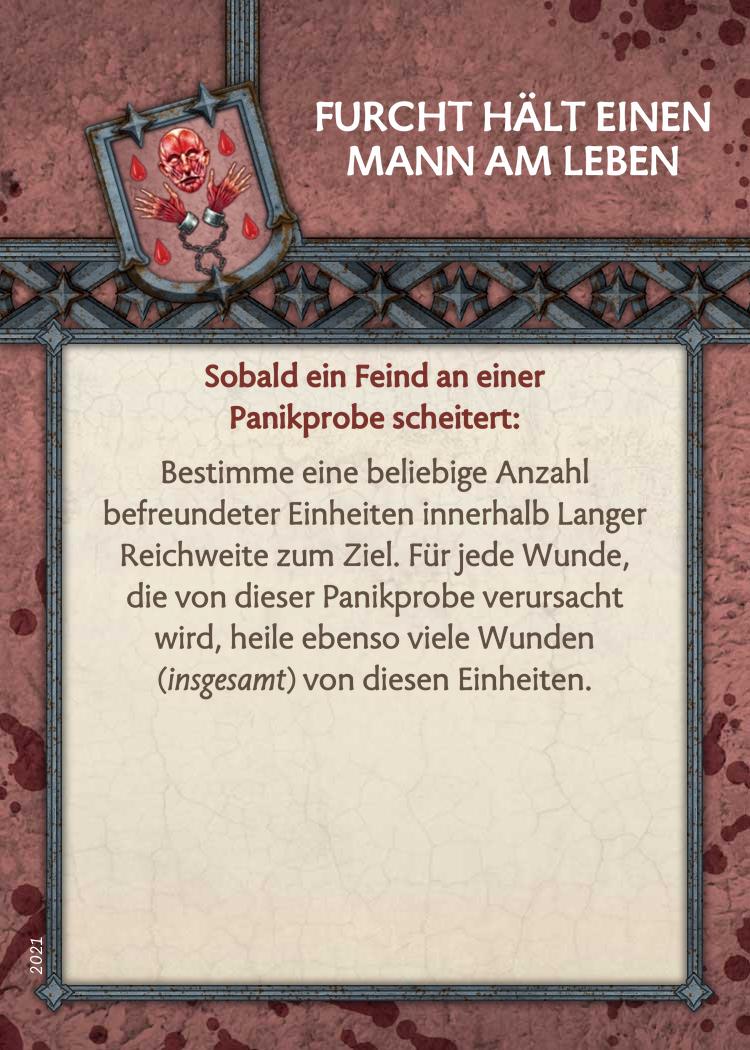 FURCHT HÄLT EINEN
MANN AM LEBEN
Sobald ein Feind an einer
Panikprobe scheitert:
Bestimme eine beliebige Anzahl
befreundeter Einheiten innerhalb Langer
Reichweite zum Ziel. Für jede Wunde,
die von dieser Panikprobe verursacht
wird, heile ebenso viele Wunden
(insgesamt) von diesen Einheiten.
2021